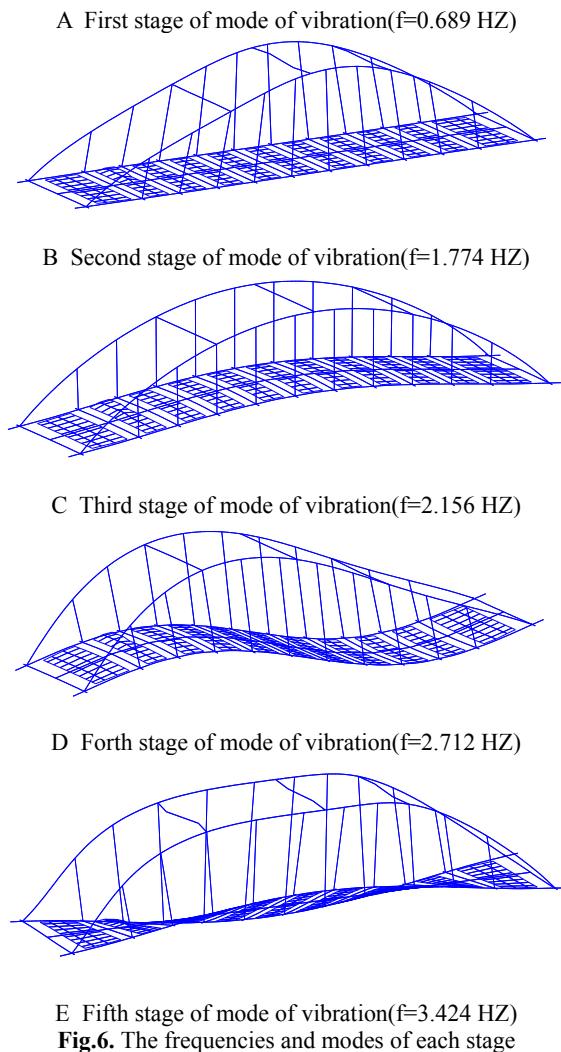 A First stage of mode of vibration(f=0.689 HZ)
B Second stage of mode of vibration(f=1.774 HZ)
C Third stage of mode of vibration(f=2.156 HZ)
D Forth stage of mode of vibration(f=2.712 HZ)
E Fifth stage of mode of vibration(f=3.424 HZ)
Fig.6. The frequencies and modes of each stage